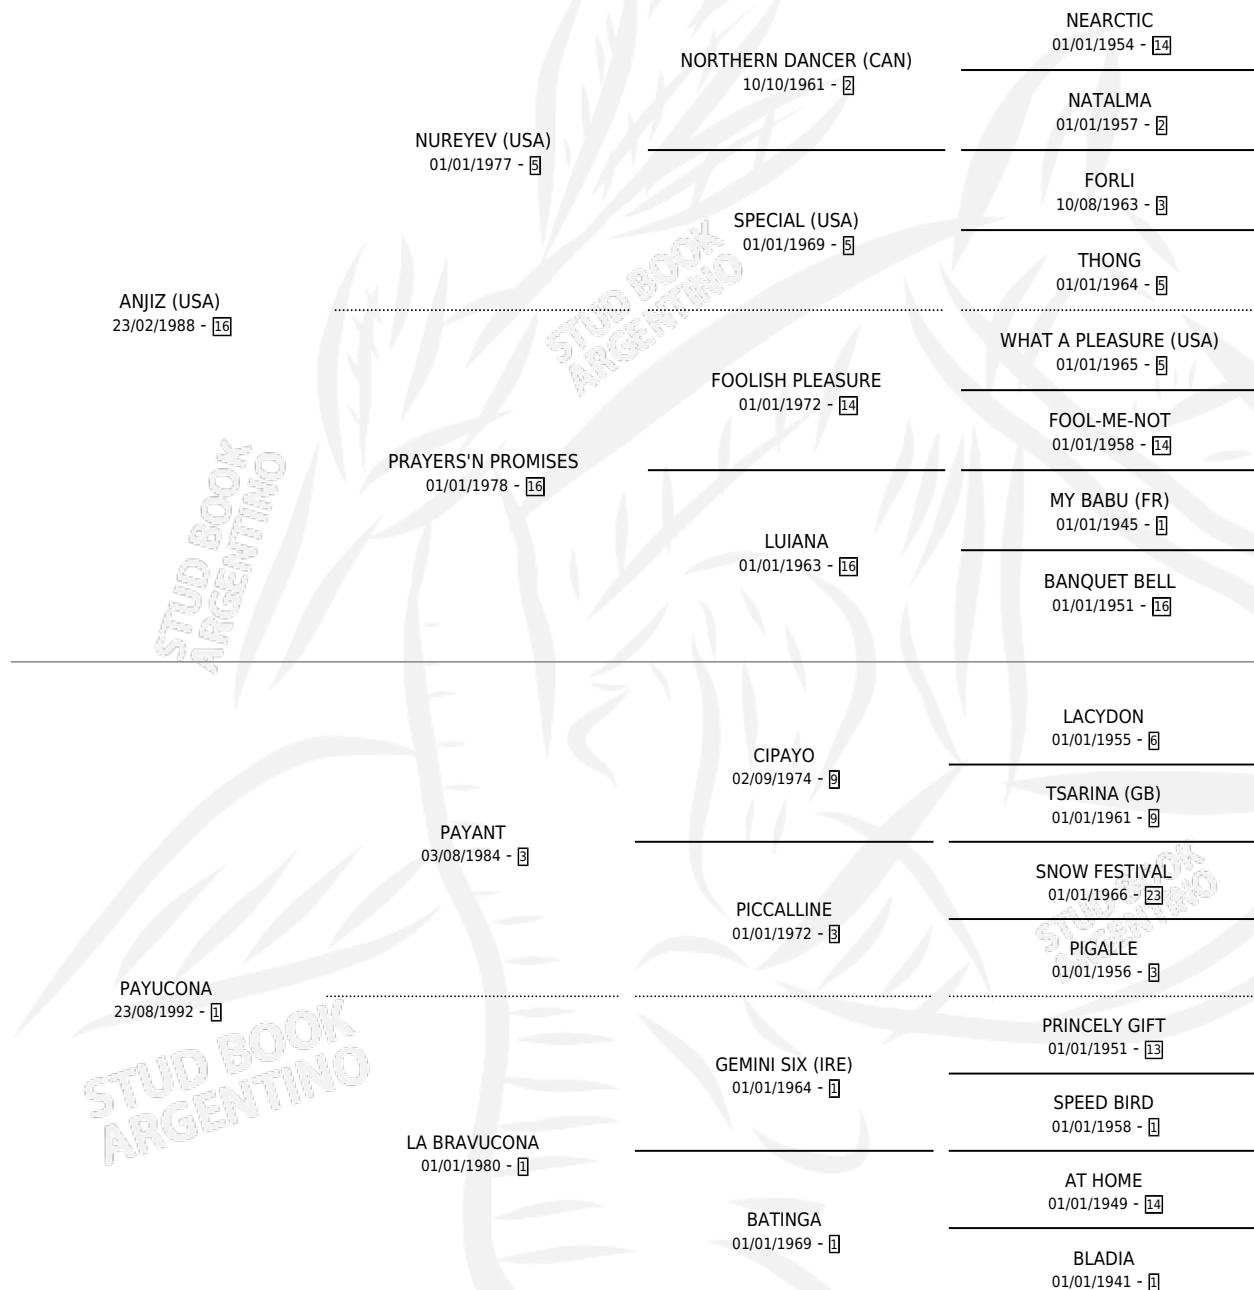 NEARCTIC
01/01/1954 - 14
NORTHERN DANCER (CAN)
10/10/1961 - 2
NATALMA
01/01/1957 - 2
NUREYEV (USA)
01/01/1977 - 5
FORLI
10/08/1963 - 3
SPECIAL (USA)
01/01/1969 - 5
THONG
01/01/1964 - 5
ANJIZ (USA)
23/02/1988 - 16
WHAT A PLEASURE (USA)
01/01/1965 - 5
FOOLISH PLEASURE
01/01/1972 - 14
FOOL-ME-NOT
01/01/1958 - 14
PRAYERS'N PROMISES
01/01/1978 - 16
MY BABU (FR)
01/01/1945 - 1
LUIANA
01/01/1963 - 16
BANQUET BELL
01/01/1951 - 16
LACYDON
01/01/1955 - 6
CIPAYO
02/09/1974 - 9
TSARINA (GB)
01/01/1961 - 9
PAYANT
03/08/1984 - 3
SNOW FESTIVAL
01/01/1966 - 23
PICCALLINE
01/01/1972 - 3
PIGALLE
01/01/1956 - 3
PAYUCONA
23/08/1992 - 1
PRINCELY GIFT
01/01/1951 - 13
GEMINI SIX (IRE)
01/01/1964 - 1
SPEED BIRD
01/01/1958 - 1
LA BRAVUCONA
01/01/1980 - 1
AT HOME
01/01/1949 - 14
BATINGA
01/01/1969 - 1
BLADIA
01/01/1941 - 1
STUD BOOK
ARGENTINO
STUD BOOK
ARGENTINO
STUD BOOK
ARGENTINO
STUD BOOK
ARGENTINO